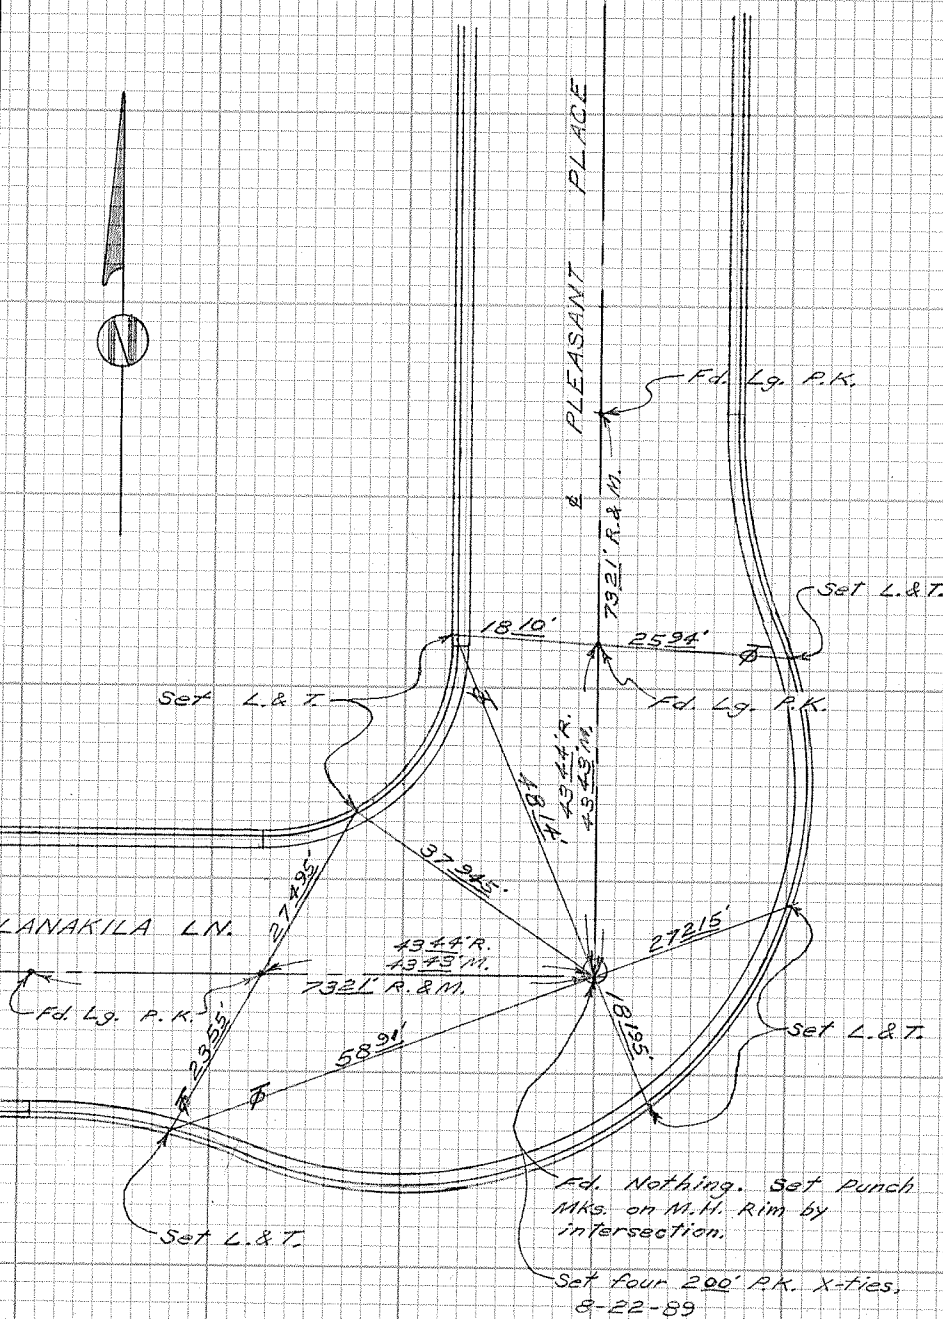 PLEASANT PLACE
N
Fd. Lg. P.K.
73 21' R.&M.
Set L.&T.
18 10'
25 94'
Set L.&T.
Fd. Lg. P.K.
43 44' R.
43 43' M.
48 41'
37 945'
27 495'
LANAKILA LN.
43 44' R.
43 43' M.
27 215'
73 21' R.&M.
Fd. Lg. P.K.
23 55'
58 91'
18 195'
Set L.&T.
Fd. Nothing. Set Punch
Mks. on M.H. Rim by
intersection.
Set L.&T.
Set four 2 00' P.K. X-ties.
8-22-89